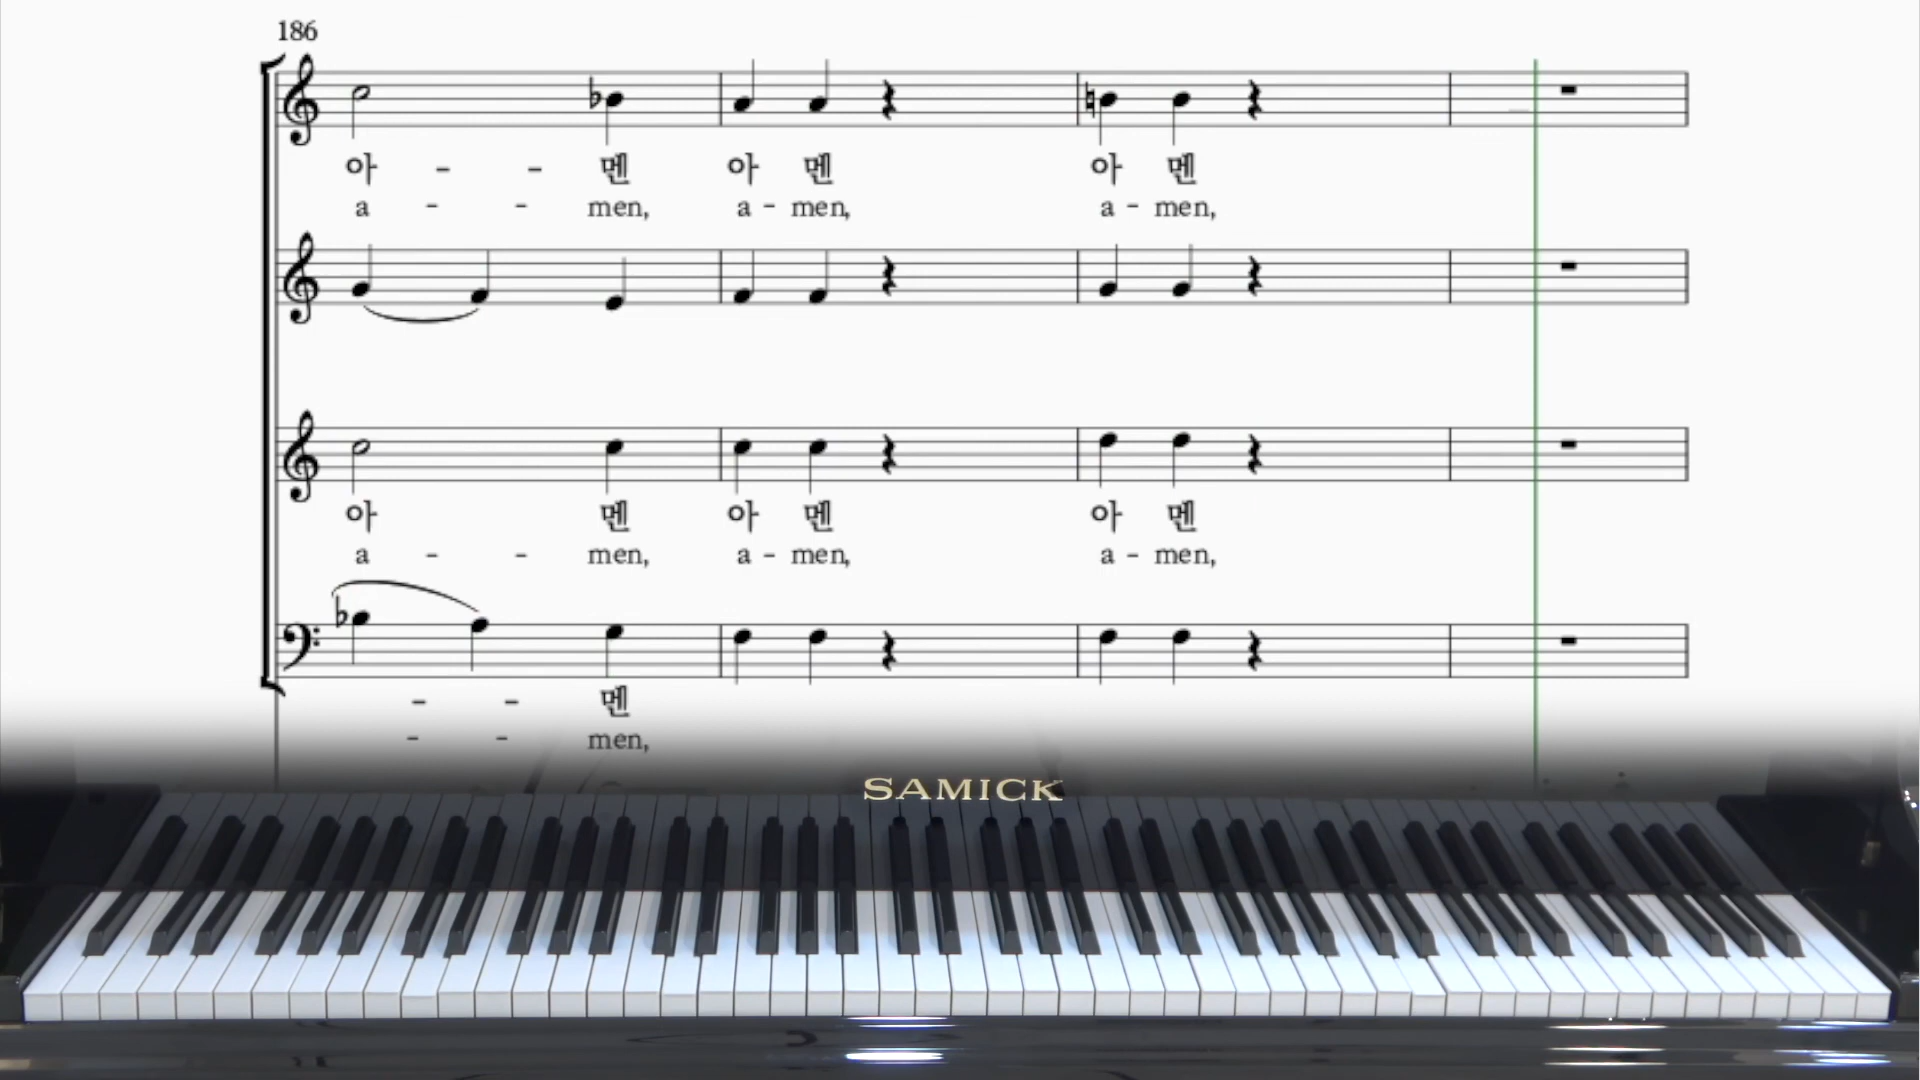 186
아 - - 멘 아 멘 아 멘
a - - men, a - men, a - men,
아 멘 아 멘 아 멘
a - - men, a - men, a - men,
- - 멘
- - men,
SAMICK